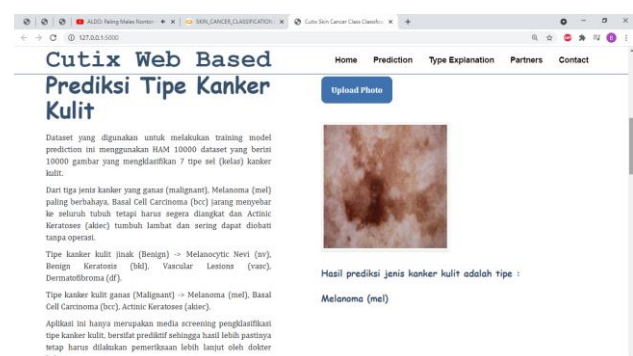 ALDO: Paling Males Nonton
SKIN_CANCER_CLASSIFICATION
Cutix Skin Cancer Class Classific
127.0.0.1:5000
Cutix Web Based
Home Prediction Type Explanation Partners Contact
Prediksi Tipe Kanker
Kulit
Upload Photo
Dataset yang digunakan untuk melakukan training model
prediction ini menggunakan HAM 10000 dataset yang berisi
10000 gambar yang mengklasifikan 7 tipe sel (kelas) kanker
kulit.
Dari tiga jenis kanker yang ganas (malignant), Melanoma (mel)
paling berbahaya, Basal Cell Carcinoma (bcc) jarang menyebar
ke seluruh tubuh tetapi harus segera diangkat dan Actinic
Keratoses (akiec) tumbuh lambat dan sering dapat diobati
tanpa operasi.
Tipe kanker kulit jinak (Benign) -> Melanocytic Nevi (nv),
Benign Keratosis (bkl), Vascular Lesions (vasc),
Dermatofibroma (df).
Tipe kanker kulit ganas (Malignant) -> Melanoma (mel), Basal
Cell Carcinoma (bcc), Actinic Keratoses (akiec).
Aplikasi ini hanya merupakan media screening pengklasifikasi
tipe kanker kulit, bersifat prediktif sehingga hasil lebih pastinya
tetap harus dilakukan pemeriksaan lebih lanjut oleh dokter
Hasil prediksi jenis kanker kulit adalah tipe :
Melanoma (mel)